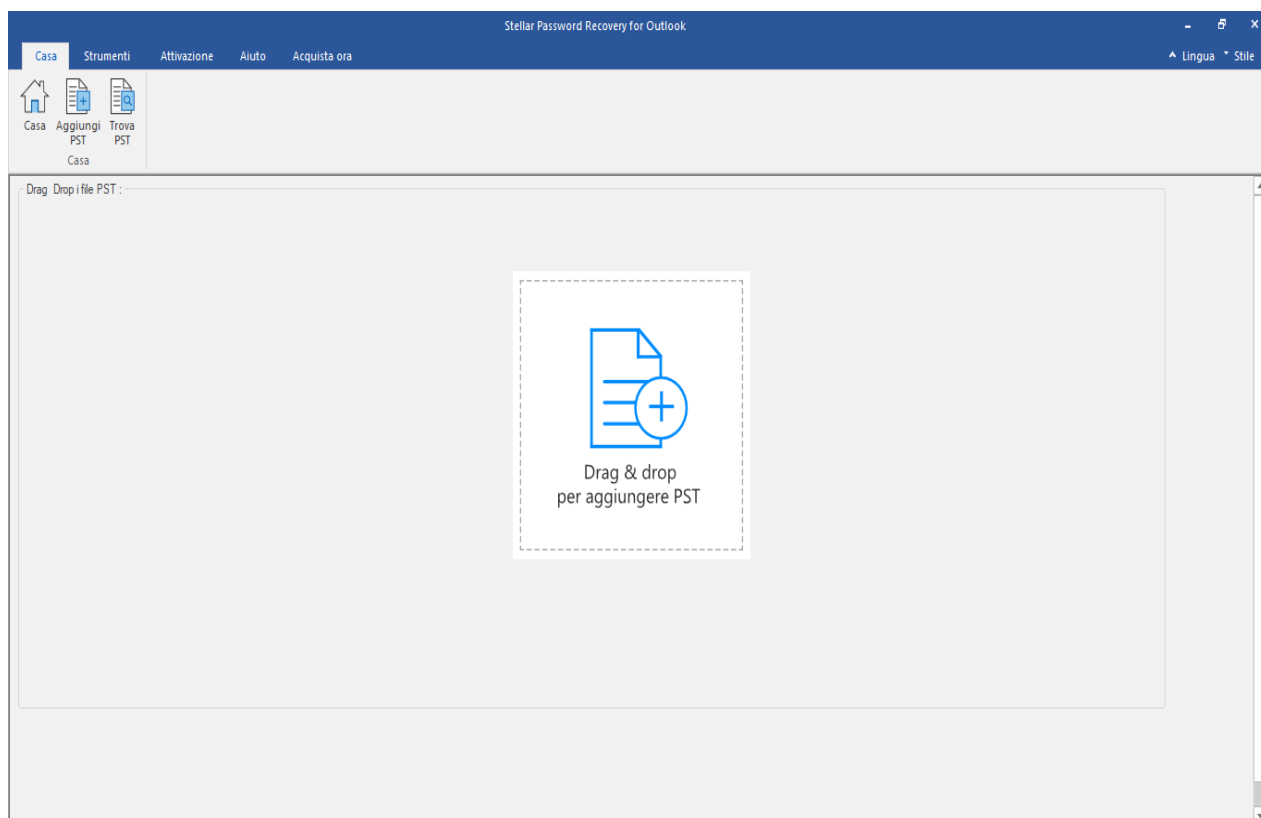 Stellar Password Recovery for Outlook
Casa Strumenti Attivazione Aiuto Acquista ora Lingua Stile
Casa Aggiungi PST Trova PST
Casa
Drag Drop i file PST :
Drag & drop
per aggiungere PST